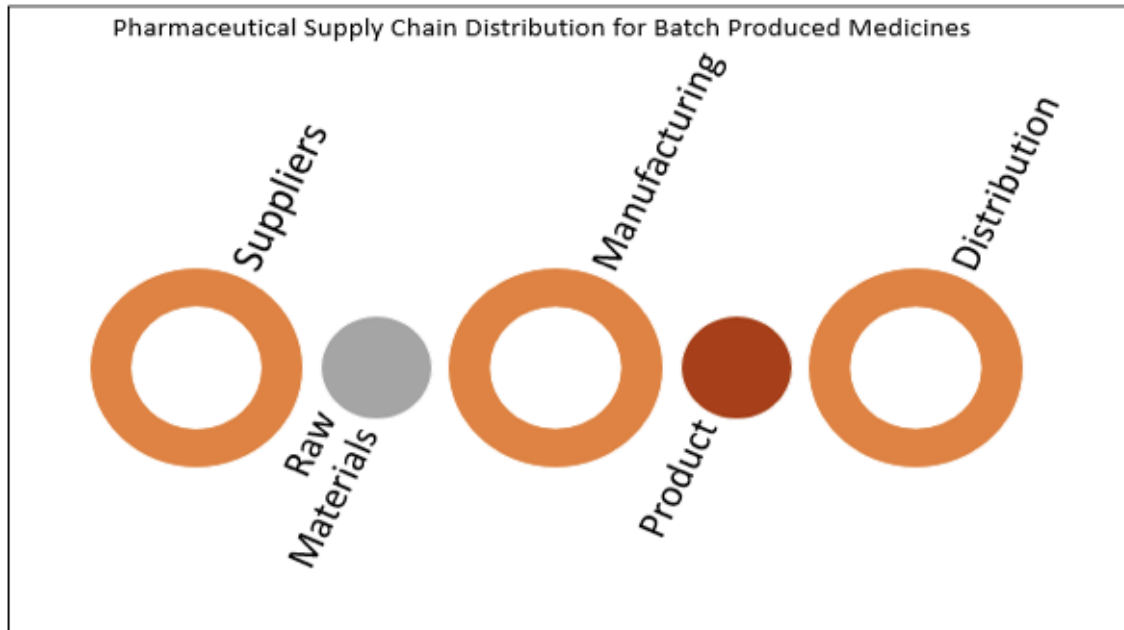 Pharmaceutical Supply Chain Distribution for Batch Produced Medicines
Suppliers
Raw
Materials
Manufacturing
Product
Distribution